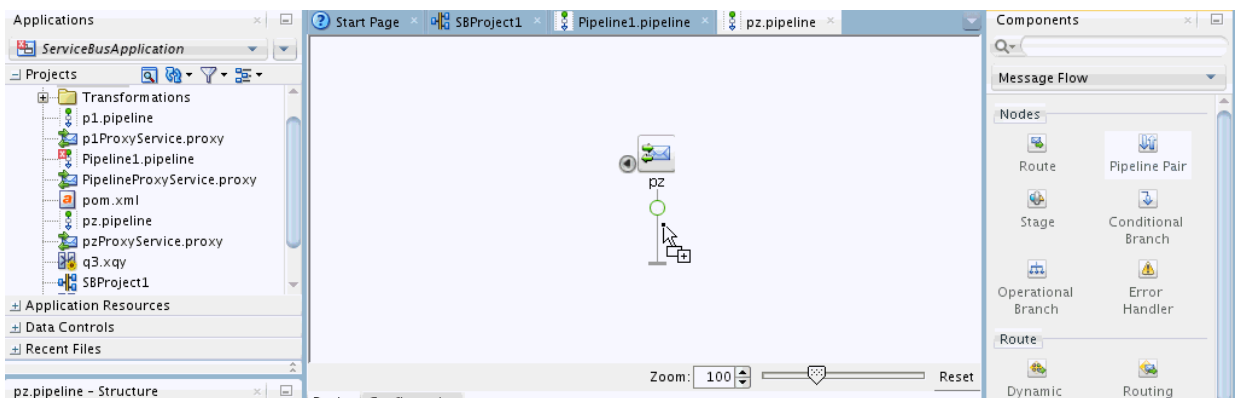 Applications
ServiceBusApplication
Projects
Transformations
p1.pipeline
p1ProxyService.proxy
Pipeline1.pipeline
PipelineProxyService.proxy
pom.xml
pz.pipeline
pzProxyService.proxy
q3.xqy
SBProject1
Application Resources
Data Controls
Recent Files
pz.pipeline - Structure
Start Page
SBProject1
Pipeline1.pipeline
pz.pipeline
pz
Zoom: 100
Reset
Components
Message Flow
Nodes
Route
Pipeline Pair
Stage
Conditional
Branch
Operational
Branch
Error
Handler
Route
Dynamic
Routing